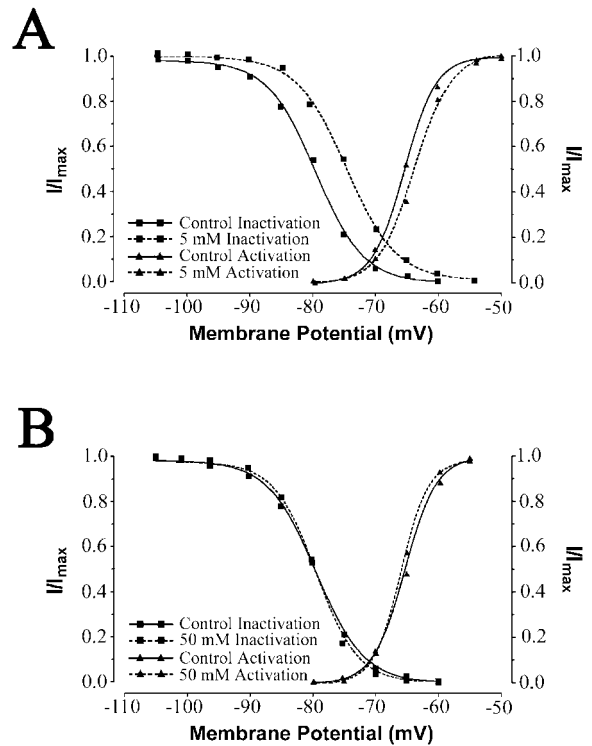 A
1.0 1.0
0.8 0.8
0.6 0.6
0.4 0.4
0.2 0.2
0.0 0.0
I/Imax
I/Imax
Control Inactivation
5 mM Inactivation
Control Activation
5 mM Activation
-110 -100 -90 -80 -70 -60 -50
Membrane Potential (mV)
B
1.0 1.0
0.8 0.8
0.6 0.6
0.4 0.4
0.2 0.2
0.0 0.0
I/Imax
I/Imax
Control Inactivation
50 mM Inactivation
Control Activation
50 mM Activation
-110 -100 -90 -80 -70 -60 -50
Membrane Potential (mV)